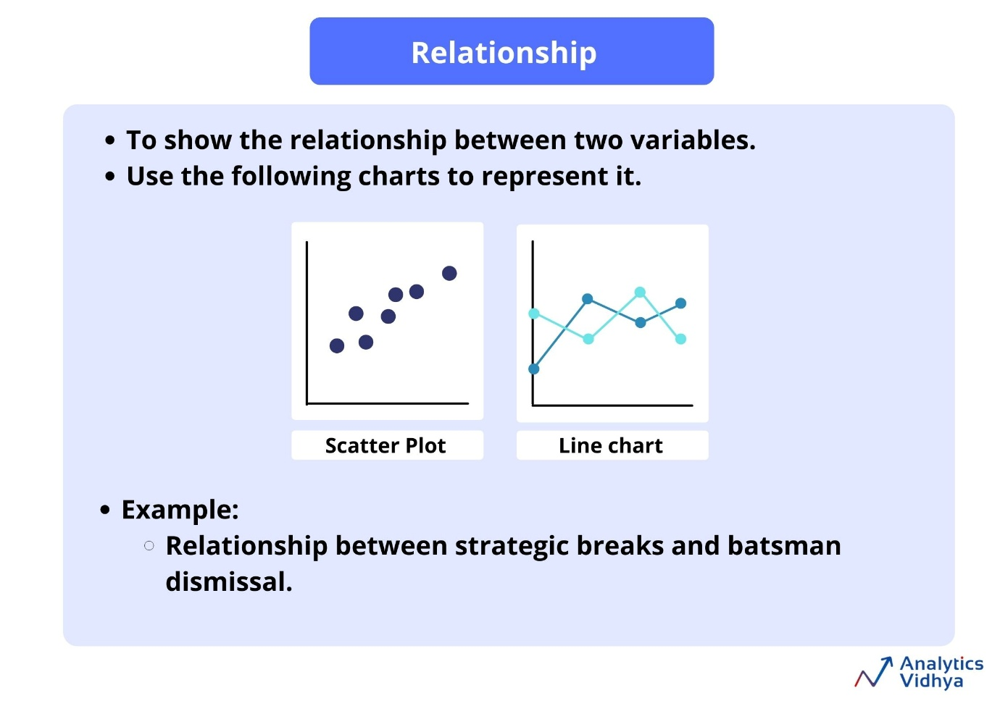 Relationship
• To show the relationship between two variables.
• Use the following charts to represent it.
Scatter Plot
Line chart
• Example:
○ Relationship between strategic breaks and batsman
dismissal.
Analytics
Vidhya